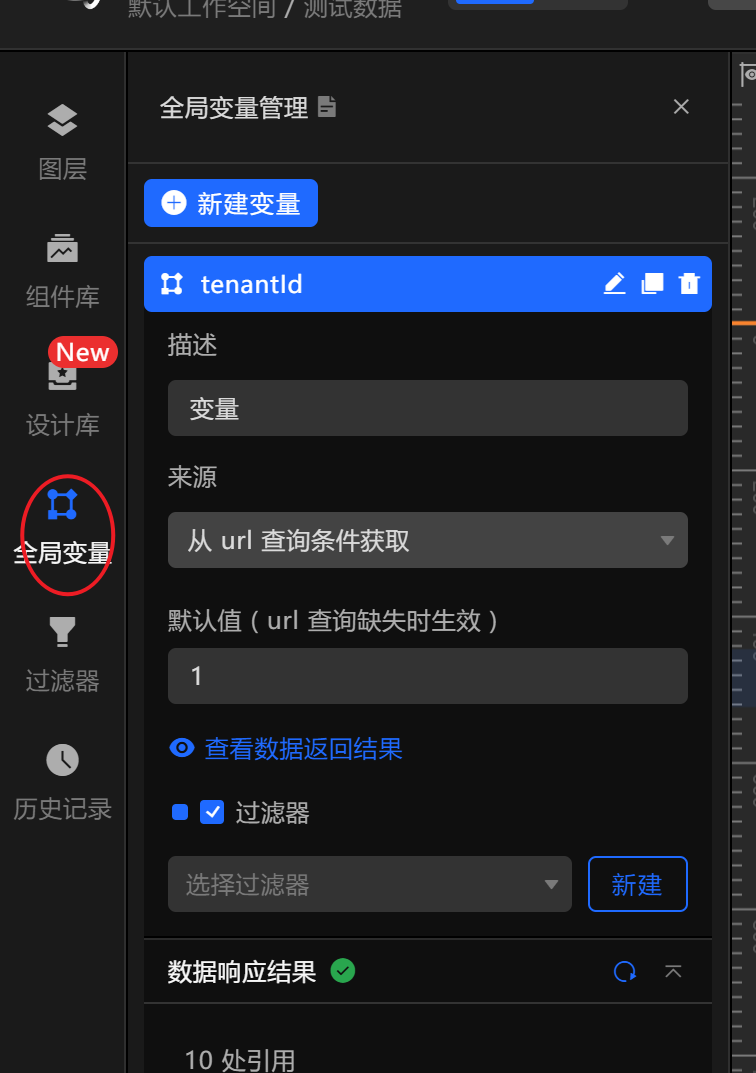 默认工作空间 / 测试数据
全局变量管理
图层
新建变量
组件库
tenantId
描述
New
设计库
变量
来源
从 url 查询条件获取
全局变量
默认值 ( url 查询缺失时生效 )
1
过滤器
查看数据返回结果
过滤器
历史记录
选择过滤器
新建
数据响应结果
10 处引用